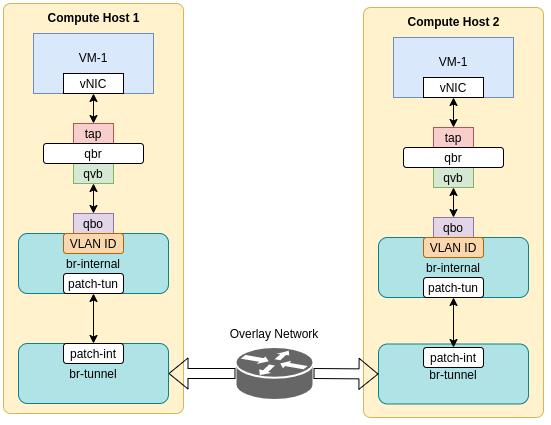 Compute Host 1
VM-1
vNIC
tap
qbr
qvb
qbo
VLAN ID
br-internal
patch-tun
patch-int
br-tunnel
Overlay Network
Compute Host 2
VM-1
vNIC
tap
qbr
qvb
qbo
VLAN ID
br-internal
patch-tun
patch-int
br-tunnel